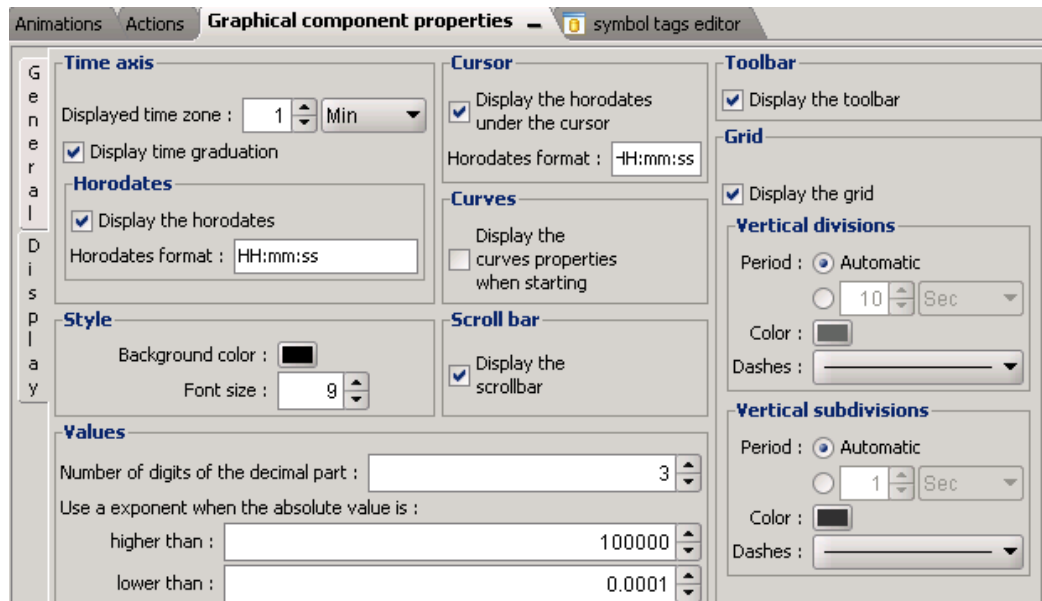 Animations
Actions
Graphical component properties
symbol tags editor
General
Display
Time axis
Displayed time zone : 1 Min
Display time graduation
Horodates
Display the horodates
Horodates format : HH:mm:ss
Style
Background color :
Font size : 9
Cursor
Display the horodates
under the cursor
Horodates format : HH:mm:ss
Curves
Display the
curves properties
when starting
Scroll bar
Display the
scrollbar
Values
Number of digits of the decimal part : 3
Use a exponent when the absolute value is :
higher than : 100000
lower than : 0.0001
Toolbar
Display the toolbar
Grid
Display the grid
Vertical divisions
Period : Automatic
10 Sec
Color :
Dashes :
Vertical subdivisions
Period : Automatic
1 Sec
Color :
Dashes :